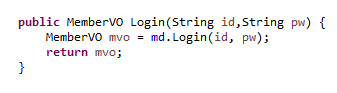 public MemberVO Login(String id,String pw) {
    MemberVO mvo = md.Login(id, pw);
    return mvo;
}